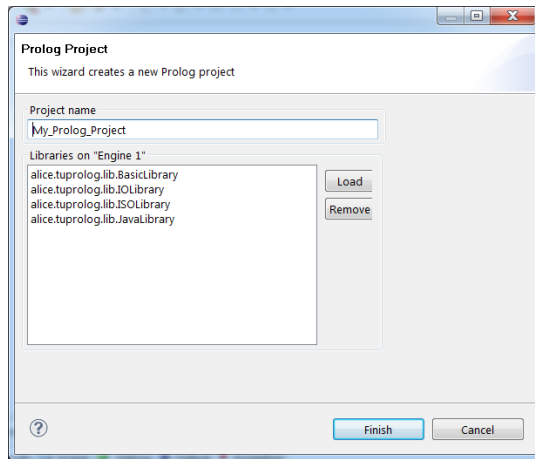 Prolog Project
This wizard creates a new Prolog project
Project name
My_Prolog_Project
Libraries on "Engine 1"
alice.tuprolog.lib.BasicLibrary
alice.tuprolog.lib.IOLibrary
alice.tuprolog.lib.ISOLibrary
alice.tuprolog.lib.JavaLibrary
Load
Remove
?
Finish
Cancel